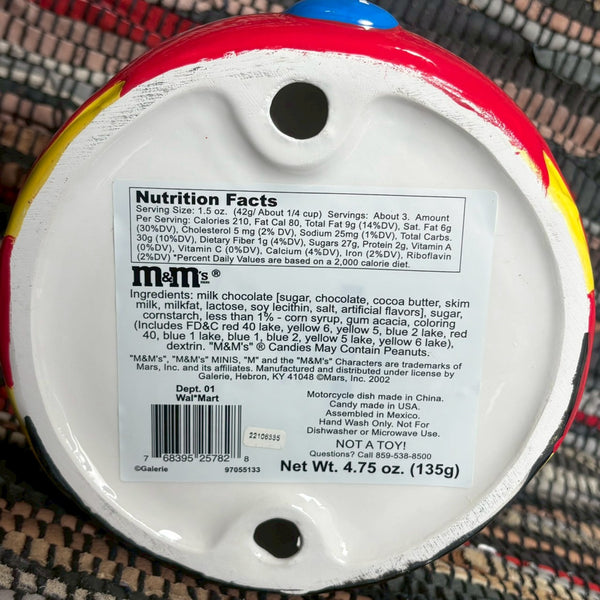 Nutrition Facts
Serving Size: 1.5 oz. (42g/ About 1/4 cup) Servings: About 3. Amount
Per Serving: Calories 210, Fat Cal 80, Total Fat 9g (14%DV), Sat. Fat 6g
(30%DV), Cholesterol 5 mg (2% DV), Sodium 25mg (1%DV), Total Carbs.
30g (10%DV), Dietary Fiber 1g (4%DV), Sugars 27g, Protein 2g, Vitamin A
(0%DV), Vitamin C (0%DV), Calcium (4%DV), Iron (2%DV), Riboflavin
(2%DV) *Percent Daily Values are based on a 2,000 calorie diet.
m&m's ®
Ingredients: milk chocolate [sugar, chocolate, cocoa butter, skim
milk, milkfat, lactose, soy lecithin, salt, artificial flavors], sugar,
cornstarch, less than 1% - corn syrup, gum acacia, coloring
(Includes FD&C red 40 lake, yellow 6, yellow 5, blue 2 lake, red
40, blue 1 lake, blue 1, blue 2, yellow 5 lake, yellow 6 lake),
dextrin. "M&M's" ® Candies May Contain Peanuts.
"M&M's", "M&M's" MINIS, "M" and the "M&M's" Characters are trademarks of
Mars, Inc. and its affiliates. Manufactured and distributed under license by
Galerie, Hebron, KY 41048 ©Mars, Inc. 2002
Dept. 01
Wal*Mart
22106335
7 68395 25782 8
©Galerie 97055133
Motorcycle dish made in China.
Candy made in USA.
Assembled in Mexico.
Hand Wash Only. Not For
Dishwasher or Microwave Use.
NOT A TOY!
Questions? Call 859-538-8500
Net Wt. 4.75 oz. (135g)